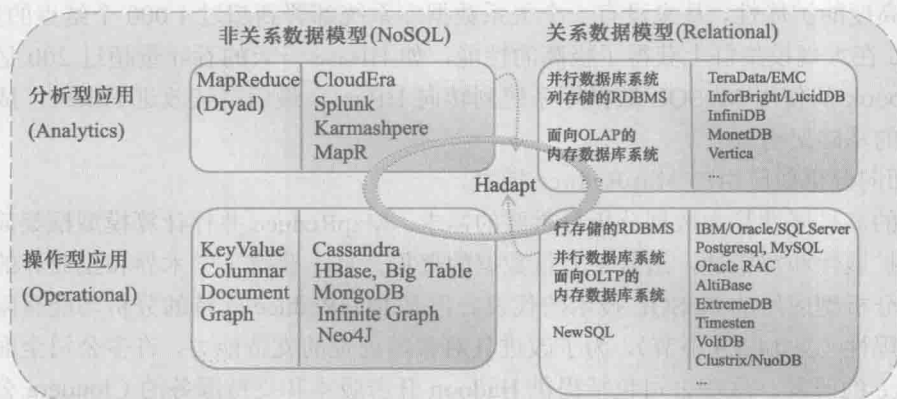 非关系数据模型(NoSQL)
关系数据模型(Relational)
分析型应用
(Analytics)
MapReduce
(Dryad)
CloudEra
Splunk
Karmashpere
MapR
并行数据库系统
列存储的RDBMS
面向OLAP的
内存数据库系统
TeraData/EMC
InforBright/LucidDB
InfiniDB
MonetDB
Vertica
...
Hadapt
操作型应用
(Operational)
KeyValue
Columnar
Document
Graph
Cassandra
HBase, Big Table
MongoDB
Infinite Graph
Neo4J
行存储的RDBMS
并行数据库系统
面向OLTP的
内存数据库系统
NewSQL
IBM/Oracle/SQLServer
Postgresql, MySQL
Oracle RAC
AltiBase
ExtremeDB
Timesten
VoltDB
Clustrix/NuoDB
...